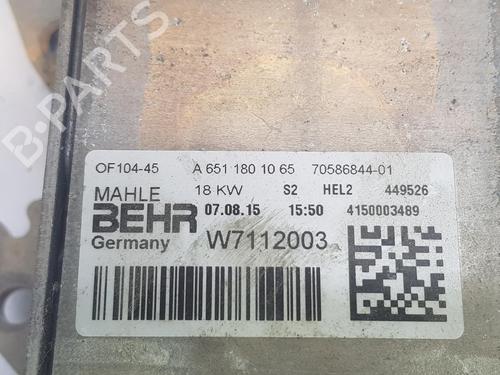 B-PARTS
OF104-45 A 651 180 10 65 70586844-01
MAHLE 18 KW S2 HEL2 449526
BEHR 07.08.15 15:50 4150003489
Germany W7112003